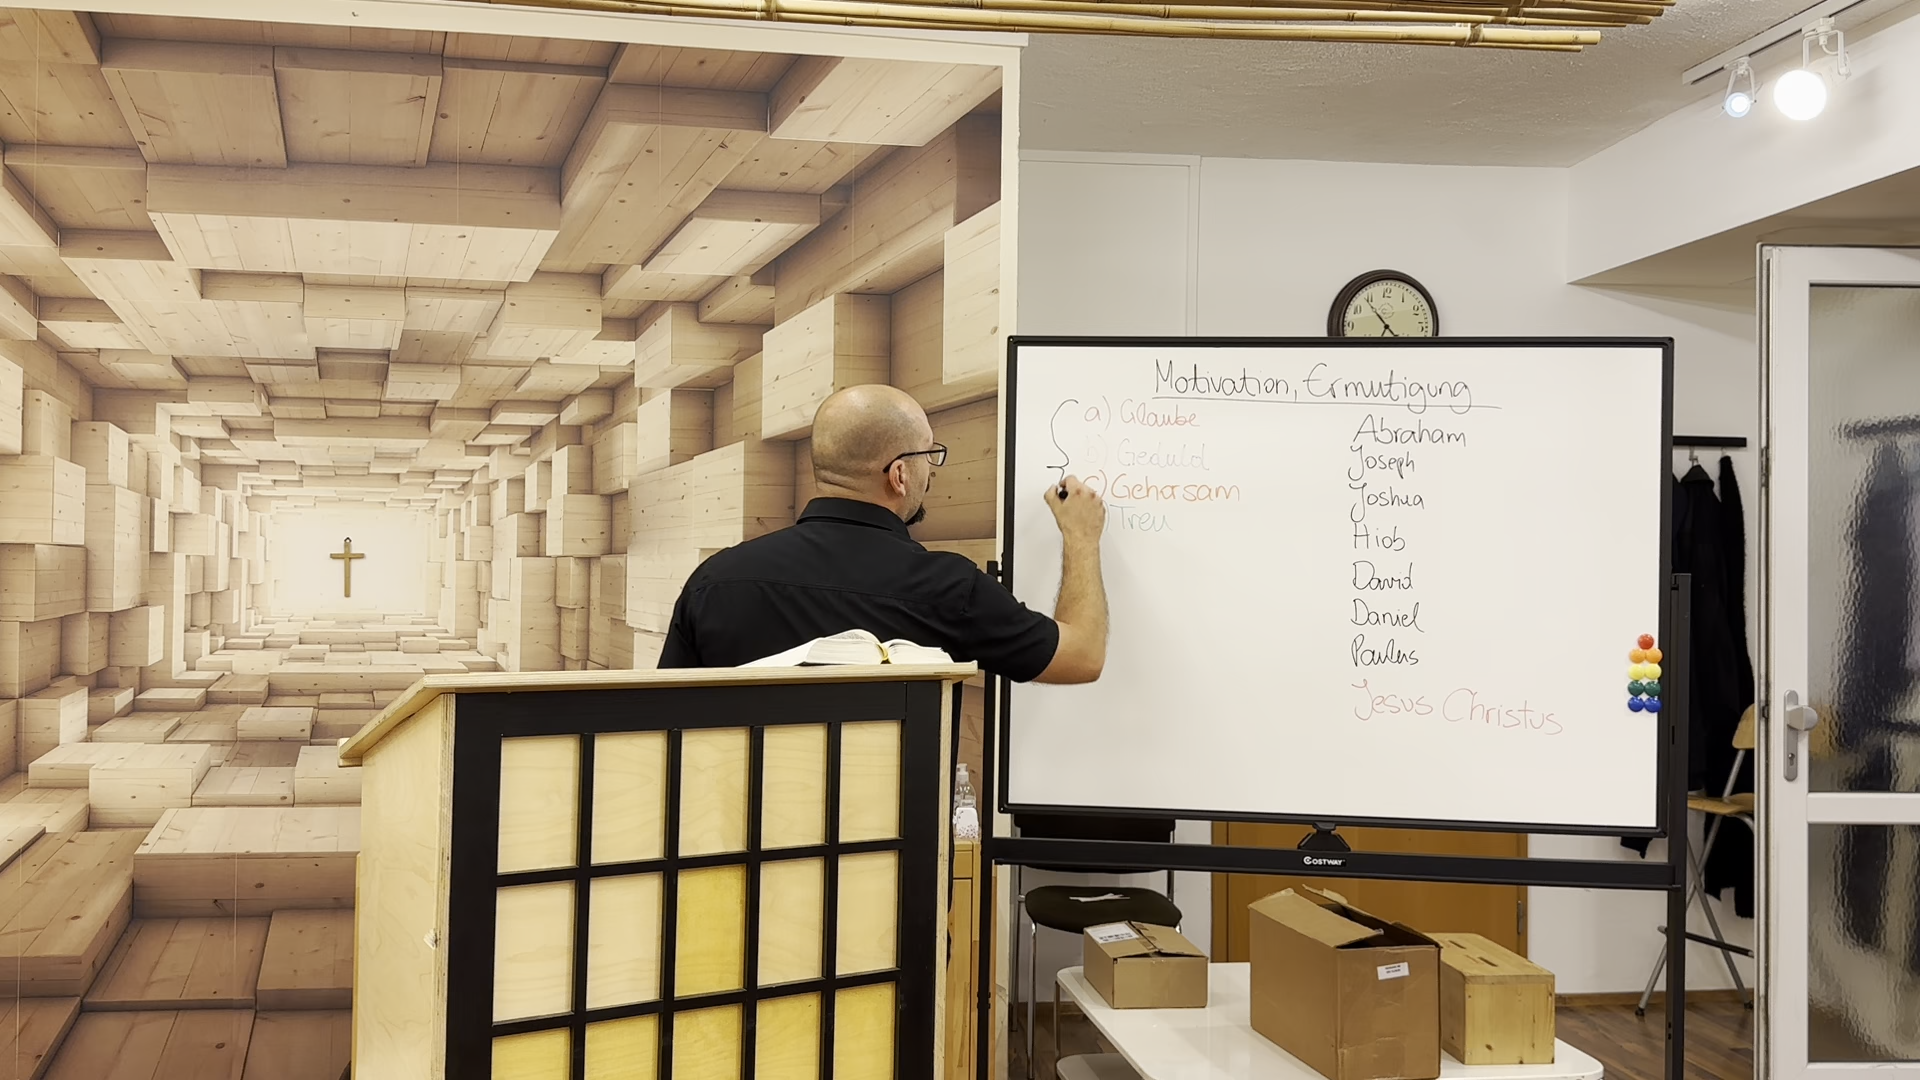 Motivation, Ermutigung
a) Glaube
b) Geduld
c) Gehorsam
) Treu
Abraham
Joseph
Joshua
Hiob
David
Daniel
Paulus
Jesus Christus
COSTWAY